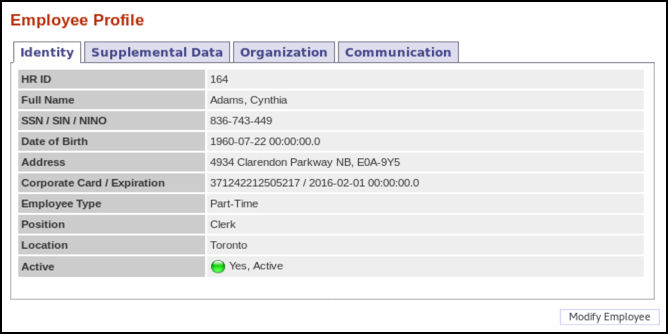 Employee Profile
Identity Supplemental Data Organization Communication
HR ID 164
Full Name Adams, Cynthia
SSN / SIN / NINO 836-743-449
Date of Birth 1960-07-22 00:00:00.0
Address 4934 Clarendon Parkway NB, E0A-9Y5
Corporate Card / Expiration 371242212505217 / 2016-02-01 00:00:00.0
Employee Type Part-Time
Position Clerk
Location Toronto
Active Yes, Active
Modify Employee